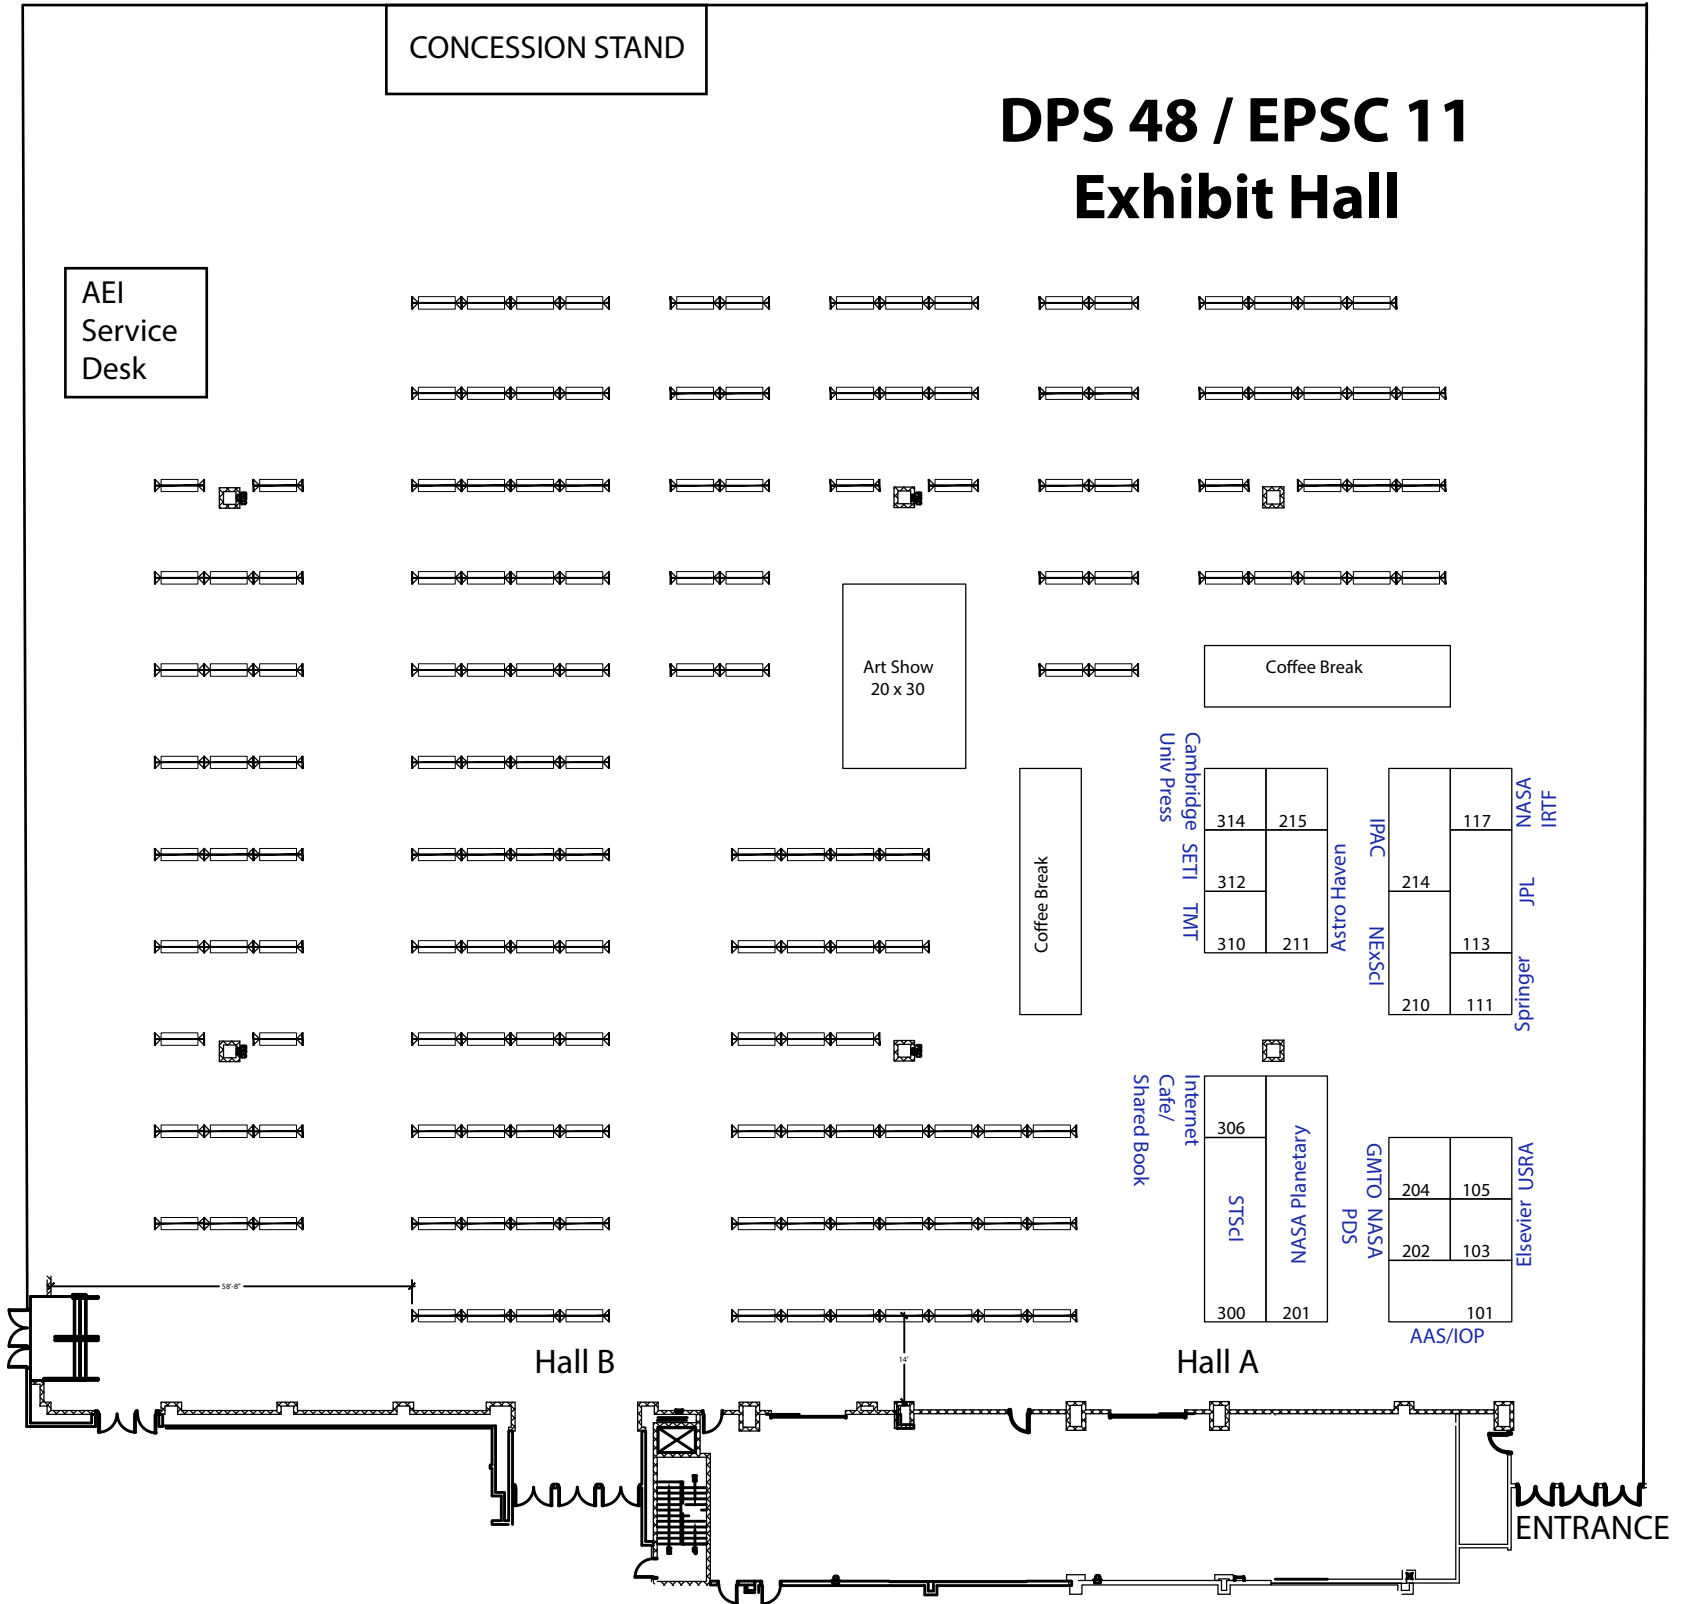 CONCESSION STAND
DPS 48 / EPSC 11
Exhibit Hall
AEI
Service
Desk
Art Show
20 x 30
Coffee Break
Coffee Break
Cambridge
Univ Press
SETI
TMT
314
215
312
310
211
Astro Haven
IPAC
NExScI
117
214
113
210
111
NASA
IRTF
JPL
Springer
Internet
Cafe/
Shared Book
306
STScI
NASA Planetary
300
201
GMTO
NASA
PDS
204
105
202
103
101
USRA
Elsevier
AAS/IOP
58'-8"
14'
Hall B
Hall A
ENTRANCE